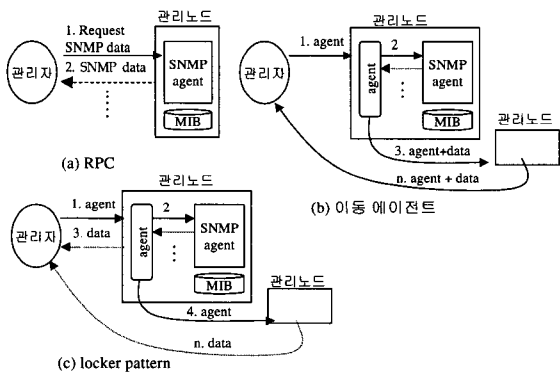 관리노드
1. Request
SNMP data
2. SNMP data
관리자
SNMP
agent
MIB
(a) RPC
관리노드
1. agent
2
관리자
agent
SNMP
agent
MIB
관리노드
3. agent+data
n. agent + data
(b) 이동 에이전트
관리노드
1. agent
2
3. data
관리자
agent
SNMP
agent
MIB
관리노드
4. agent
n. data
(c) locker pattern